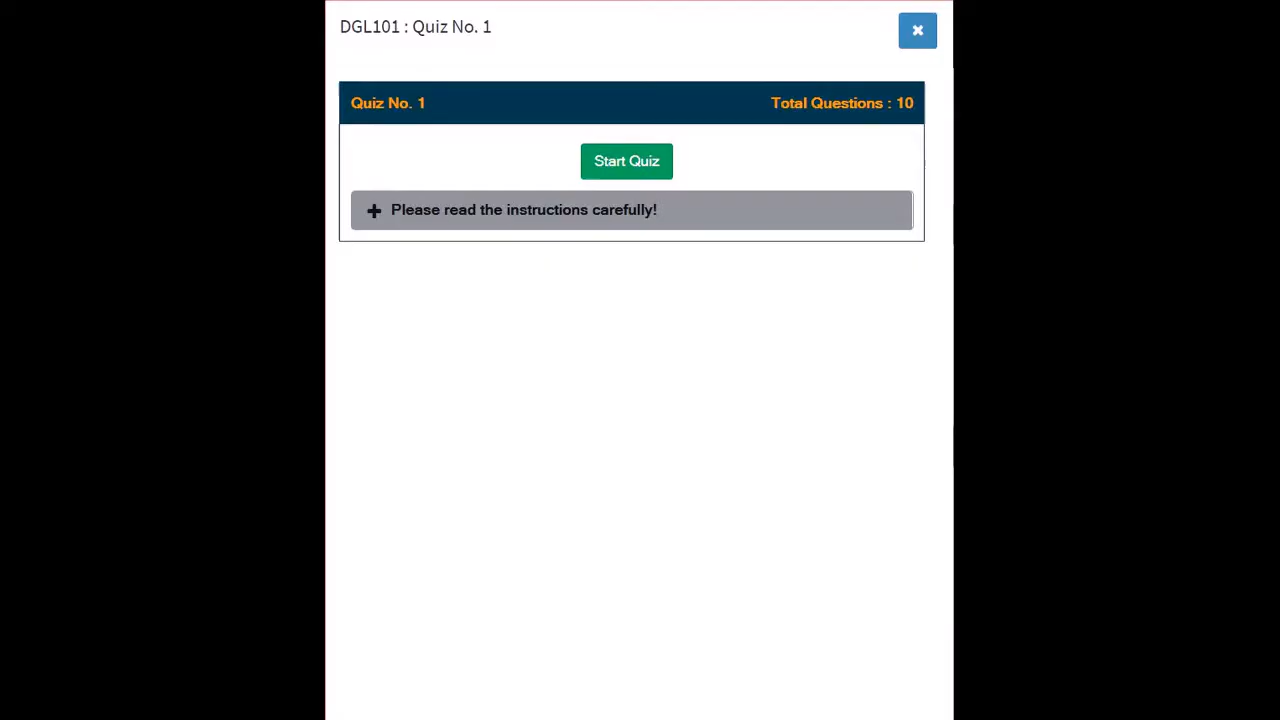 DGL101 : Quiz No. 1
Quiz No. 1
Total Questions : 10
Start Quiz
Please read the instructions carefully!